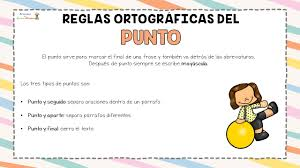 REGLAS ORTOGRÁFICAS DEL
PUNTO
El punto sirve para marcar el final de una frase y también va detrás de las abreviaturas.
Después de punto siempre se escribe mayúscula.
Los tres tipos de puntos son:
• Punto y seguido: separa oraciones dentro de un párrafo
• Punto y aparte: separa párrafos diferentes
• Punto y final: cierra el texto